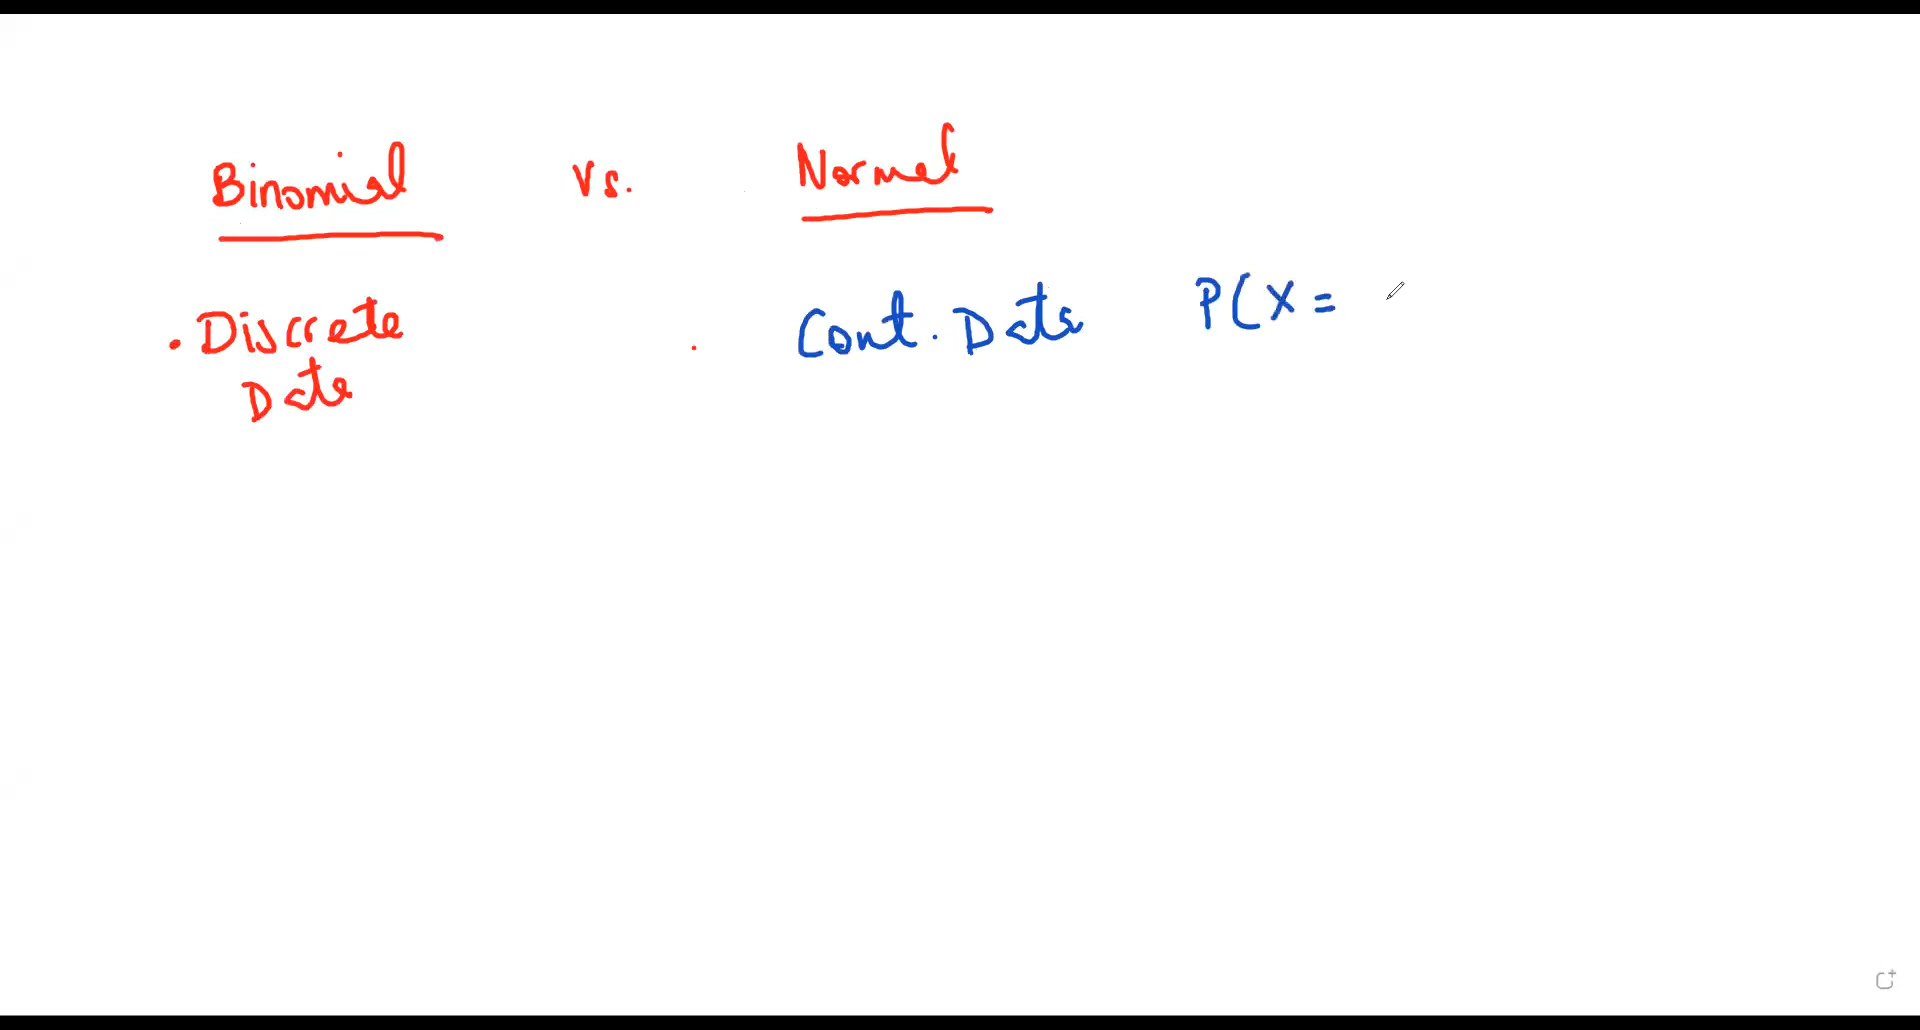 Binomial vs. Normal
. Discrete
Data
. Cont. Data P(X =